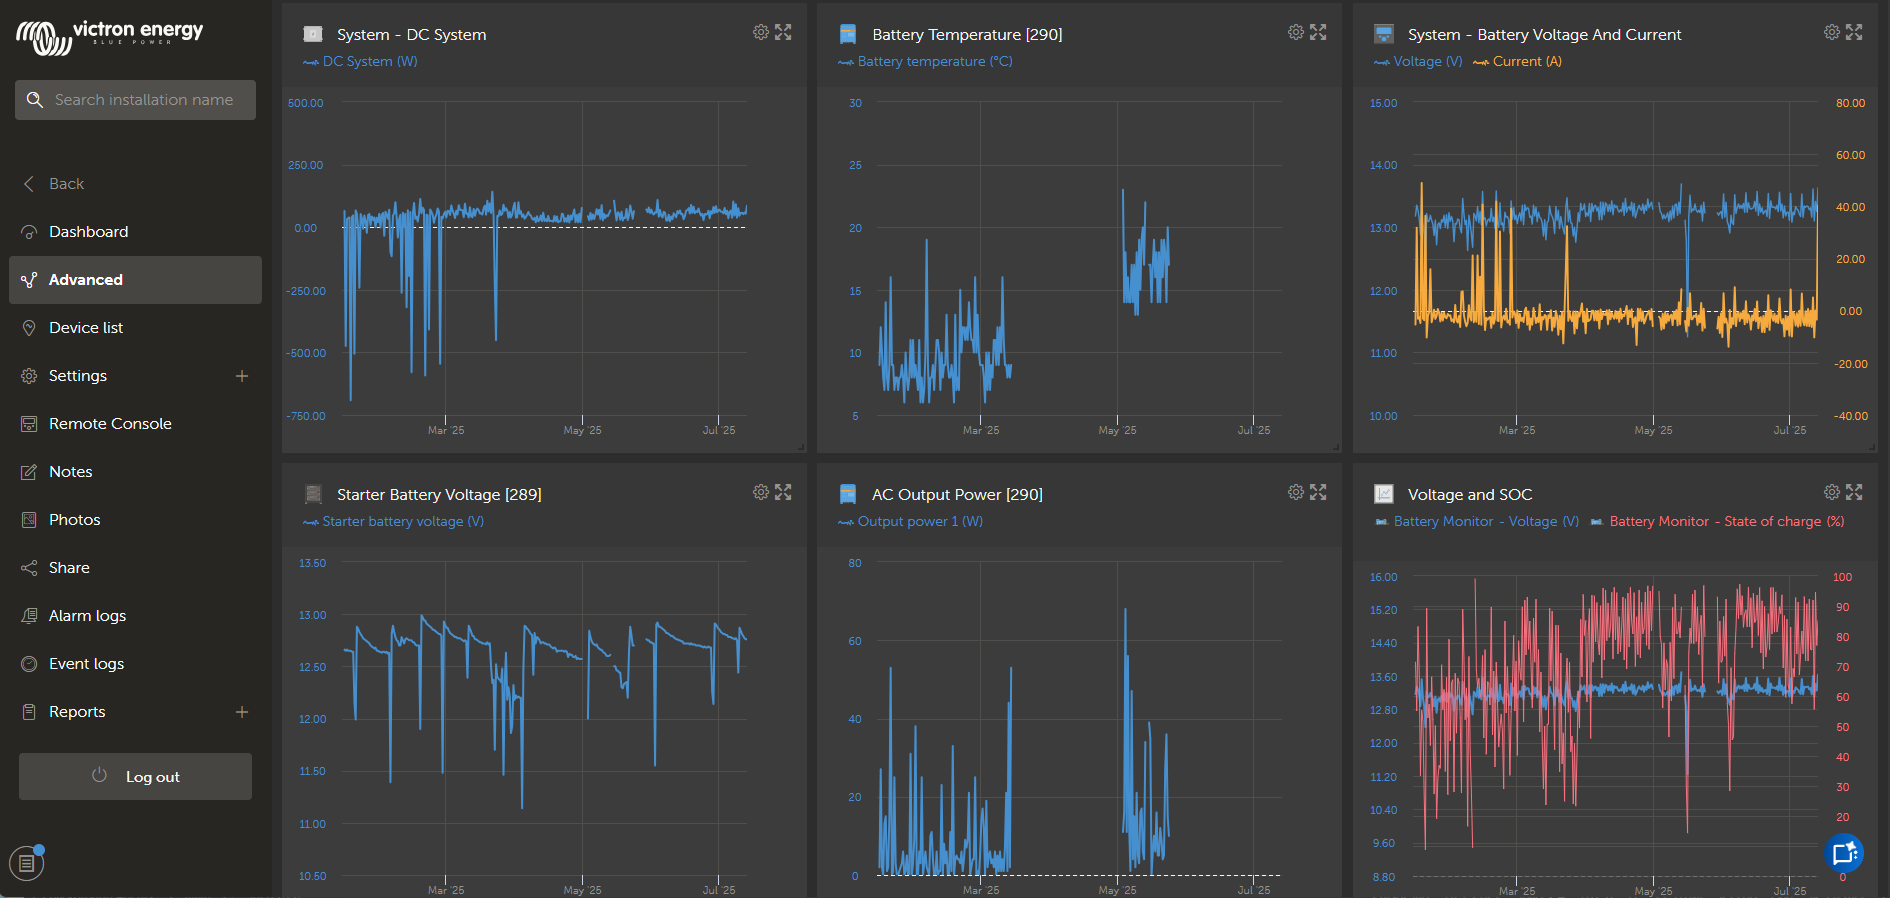 victron energy
BLUE POWER
Search installation name
Back
Dashboard
Advanced
Device list
Settings
Remote Console
Notes
Photos
Share
Alarm logs
Event logs
Reports
Log out
System - DC System
DC System (W)
500.00
250.00
0.00
-250.00
-500.00
-750.00
Mar '25 May '25 Jul '25
Battery Temperature [290]
Battery temperature (°C)
30
25
20
15
10
5
Mar '25 May '25 Jul '25
System - Battery Voltage And Current
Voltage (V) Current (A)
15.00 80.00
60.00
14.00
40.00
13.00
20.00
12.00
0.00
11.00
-20.00
10.00 -40.00
Mar '25 May '25 Jul '25
Starter Battery Voltage [289]
Starter battery voltage (V)
13.50
13.00
12.50
12.00
11.50
11.00
10.50
Mar '25 May '25 Jul '25
AC Output Power [290]
Output power 1 (W)
80
60
40
20
0
Mar '25 May '25 Jul '25
Voltage and SOC
Battery Monitor - Voltage (V) Battery Monitor - State of charge (%)
16.00 100
15.20 90
14.40 80
13.60 70
12.80 60
12.00 50
11.20 40
10.40 30
9.60 20
8.80 0
Mar '25 May '25 Jul '25